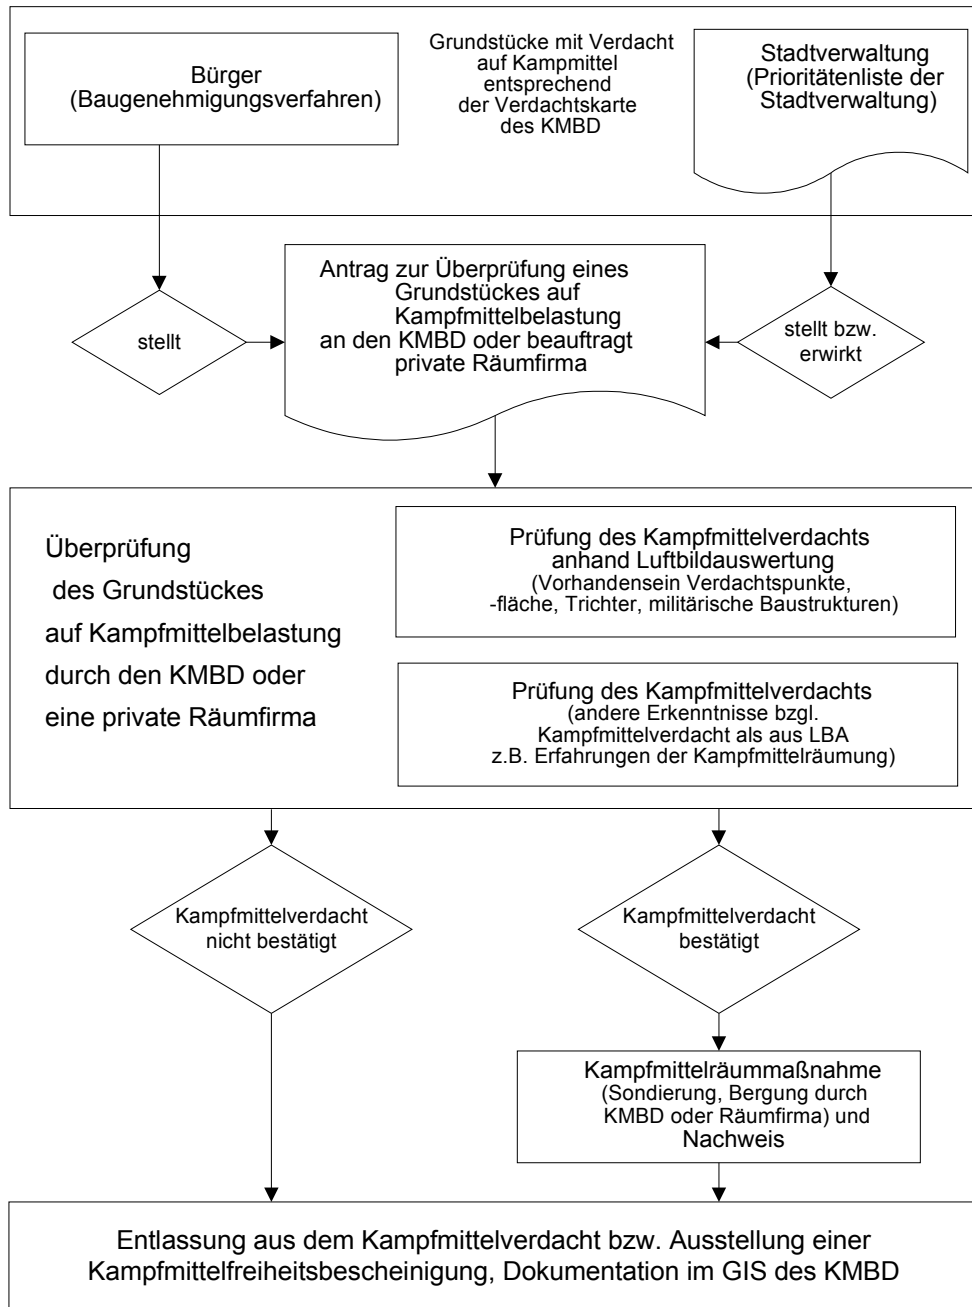 Bürger
(Baugenehmigungsverfahren)
Grundstücke mit Verdacht
auf Kampmittel
entsprechend
der Verdachtskarte
des KMBD
Stadtverwaltung
(Prioritätenliste der
Stadtverwaltung)
stellt
Antrag zur Überprüfung eines
Grundstückes auf
Kampfmittelbelastung
an den KMBD oder beauftragt
private Räumfirma
stellt bzw.
erwirkt
Überprüfung
des Grundstückes
auf Kampfmittelbelastung
durch den KMBD oder
eine private Räumfirma
Prüfung des Kampfmittelverdachts
anhand Luftbildauswertung
(Vorhandensein Verdachtspunkte,
-fläche, Trichter, militärische Baustrukturen)
Prüfung des Kampfmittelverdachts
(andere Erkenntnisse bzgl.
Kampfmittelverdacht als aus LBA
z.B. Erfahrungen der Kampfmittelräumung)
Kampfmittelverdacht
nicht bestätigt
Kampfmittelverdacht
bestätigt
Kampfmittelräummaßnahme
(Sondierung, Bergung durch
KMBD oder Räumfirma) und
Nachweis
Entlassung aus dem Kampfmittelverdacht bzw. Ausstellung einer
Kampfmittelfreiheitsbescheinigung, Dokumentation im GIS des KMBD